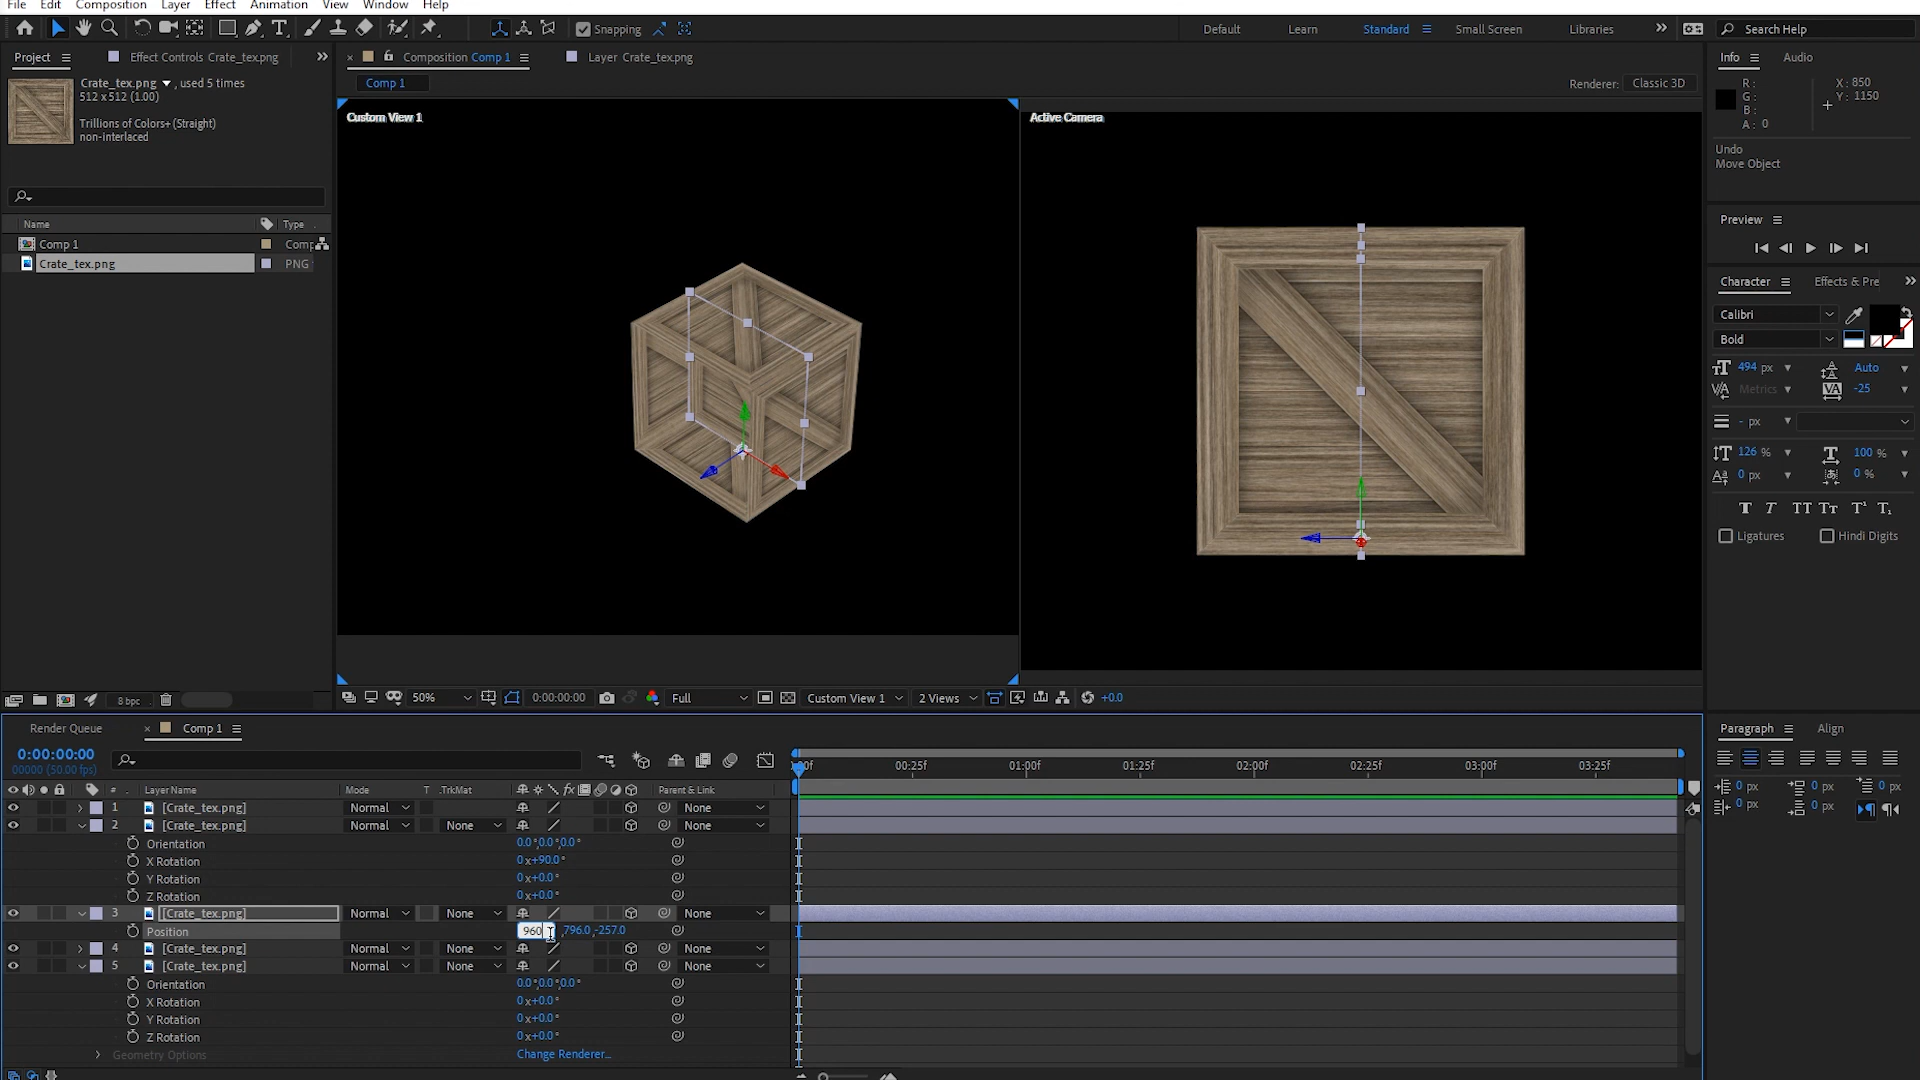 File Edit Composition Layer Effect Animation View Window Help
Snapping
Default Learn Standard Small Screen Libraries Search Help
Project Effect Controls Crate_tex.png
Composition Comp 1 Layer Crate_tex.png
Info Audio
Crate_tex.png , used 5 times
512 x 512 (1.00)
Trillions of Colors+ (Straight)
non-interlaced
Comp 1
Renderer: Classic 3D
R:
G:
B:
A: 0
X: 850
Y: 1150
Undo
Move Object
Custom View 1
Active Camera
Name Type
Comp 1 Comp
Crate_tex.png PNG
Preview
Character Effects & Pre
Calibri
Bold
494 px Auto
Metrics -25
- px
126 % 100 %
0 px 0 %
T T TT Tt T¹ T₁
Ligatures Hindi Digits
8 bpc
50% 0:00:00:00 Full Custom View 1 2 Views +0.0
Render Queue Comp 1
Paragraph Align
0:00:00:00
00000 (50.00 fps)
00f 00:25f 01:00f 01:25f 02:00f 02:25f 03:00f 03:25f
# Layer Name Mode T .TrkMat Parent & Link
1 [Crate_tex.png] Normal None
2 [Crate_tex.png] Normal None None
Orientation 0.0°,0.0°,0.0°
X Rotation 0x+90.0°
Y Rotation 0x+0.0°
Z Rotation 0x+0.0°
3 [Crate_tex.png] Normal None None
Position 960 ,796.0,-257.0
4 [Crate_tex.png] Normal None None
5 [Crate_tex.png] Normal None None
Orientation 0.0°,0.0°,0.0°
X Rotation 0x+0.0°
Y Rotation 0x+0.0°
Z Rotation 0x+0.0°
Geometry Options Change Renderer...
0 px 0 px 0 px
0 px 0 px